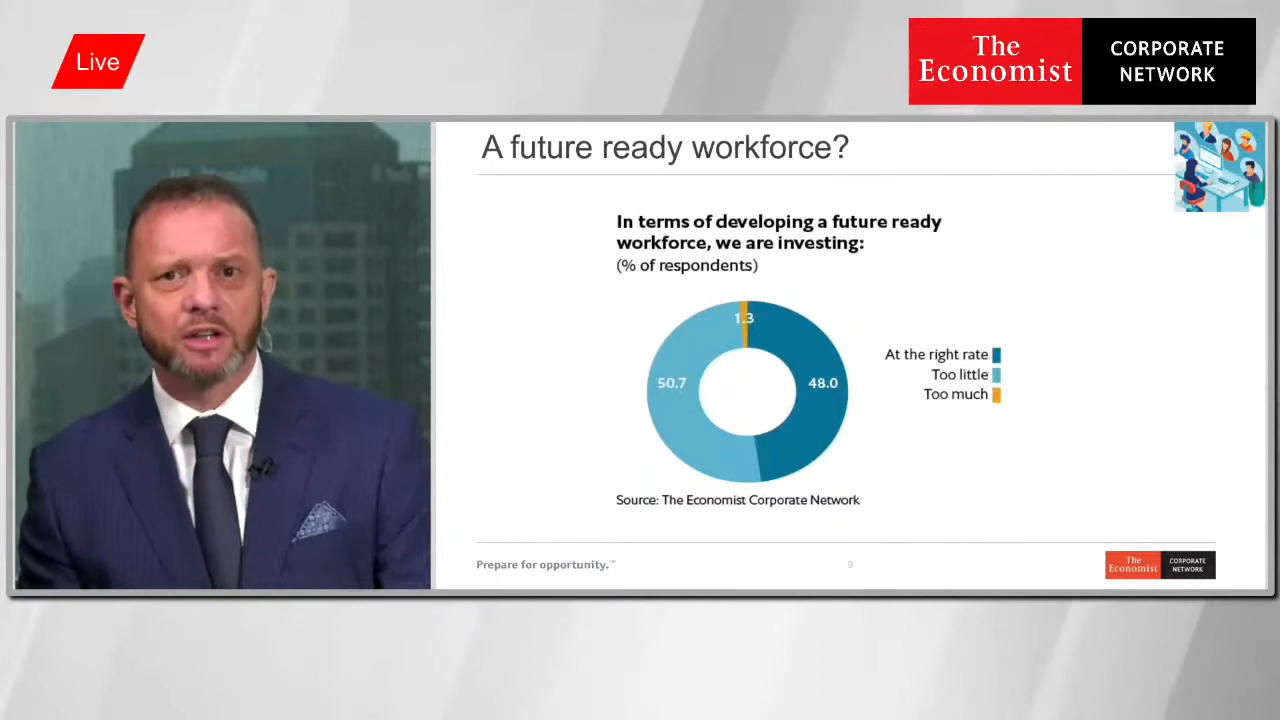 Live
The
Economist
CORPORATE
NETWORK
A future ready workforce?
In terms of developing a future ready
workforce, we are investing:
(% of respondents)
1.3
50.7
48.0
At the right rate
Too little
Too much
Source: The Economist Corporate Network
Prepare for opportunity.™
9
The
Economist
CORPORATE
NETWORK